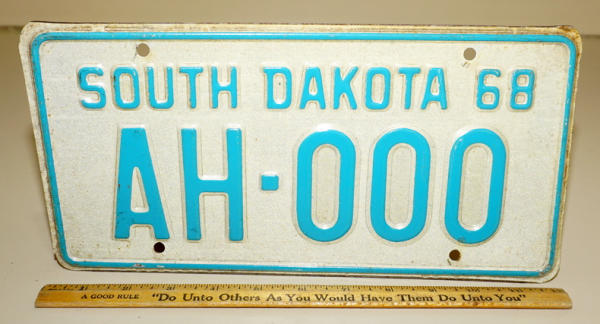 SOUTH DAKOTA 68
AH·000
A GOOD RULE "Do Unto Others As You Would Have Them Do Unto You"